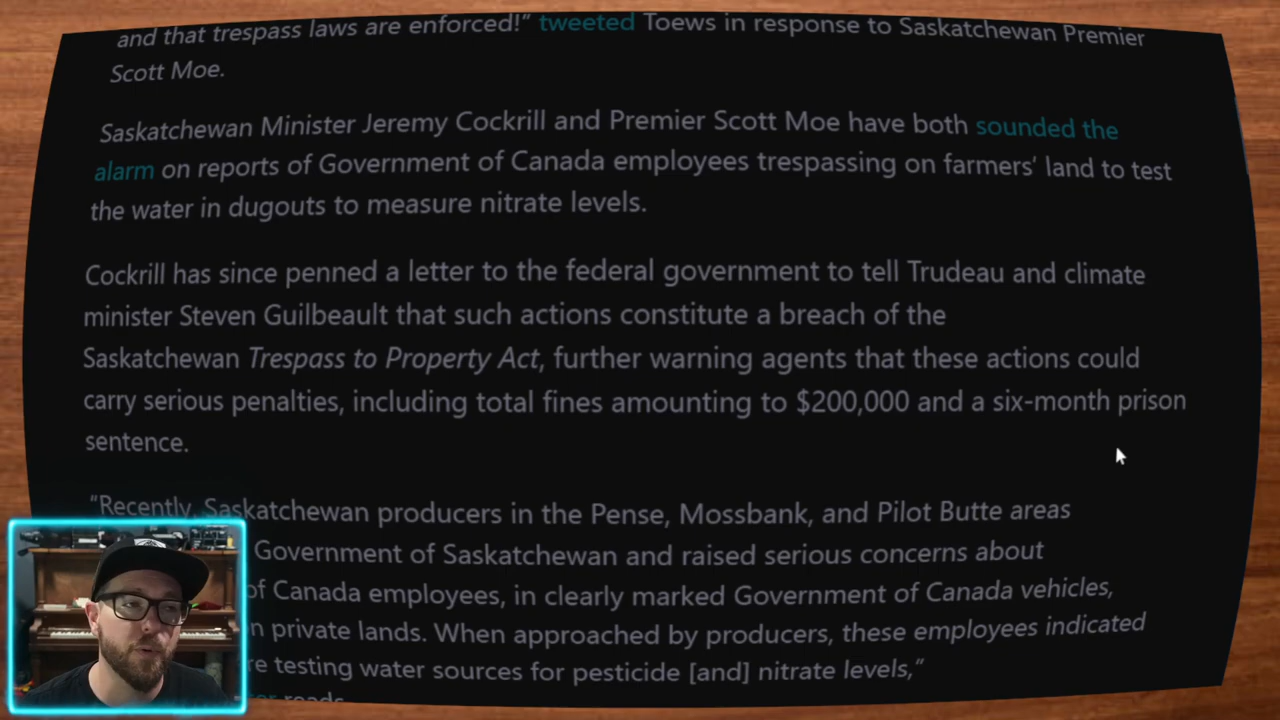 and that trespass laws are enforced!” tweeted Toews in response to Saskatchewan Premier
Scott Moe.
Saskatchewan Minister Jeremy Cockrill and Premier Scott Moe have both sounded the
alarm on reports of Government of Canada employees trespassing on farmers’ land to test
the water in dugouts to measure nitrate levels.
Cockrill has since penned a letter to the federal government to tell Trudeau and climate
minister Steven Guilbeault that such actions constitute a breach of the
Saskatchewan Trespass to Property Act, further warning agents that these actions could
carry serious penalties, including total fines amounting to $200,000 and a six-month prison
sentence.
“Recently, Saskatchewan producers in the Pense, Mossbank, and Pilot Butte areas
Government of Saskatchewan and raised serious concerns about
of Canada employees, in clearly marked Government of Canada vehicles,
private lands. When approached by producers, these employees indicated
testing water sources for pesticide [and] nitrate levels,”
reads